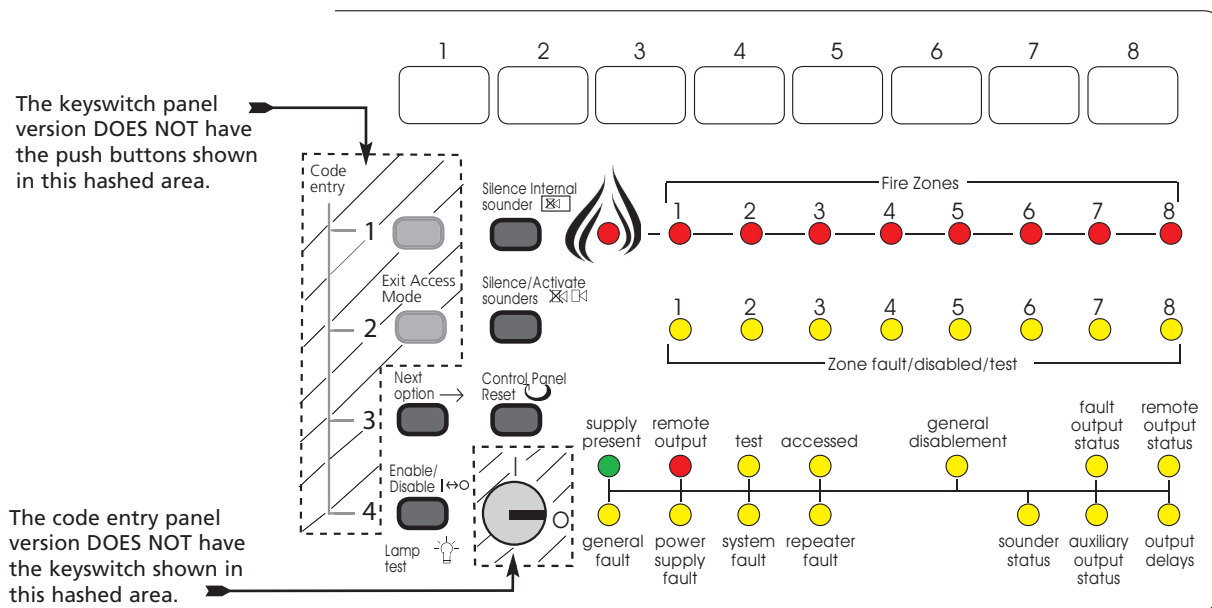 1 2 3 4 5 6 7 8
The keyswitch panel
version DOES NOT have
the push buttons shown
in this hashed area.
Code
entry
1
Exit Access
Mode
2
Next
option
3
Enable/
Disable I↔O
4
Lamp
test
Silence Internal
sounder
Silence/Activate
sounders
Control Panel
Reset
I
O
Fire Zones
1 2 3 4 5 6 7 8
1 2 3 4 5 6 7 8
Zone fault/disabled/test
supply
present
remote
output
test
accessed
general
disablement
fault
output
status
remote
output
status
general
fault
power
supply
fault
system
fault
repeater
fault
sounder
status
auxiliary
output
status
output
delays
The code entry panel
version DOES NOT have
the keyswitch shown in
this hashed area.